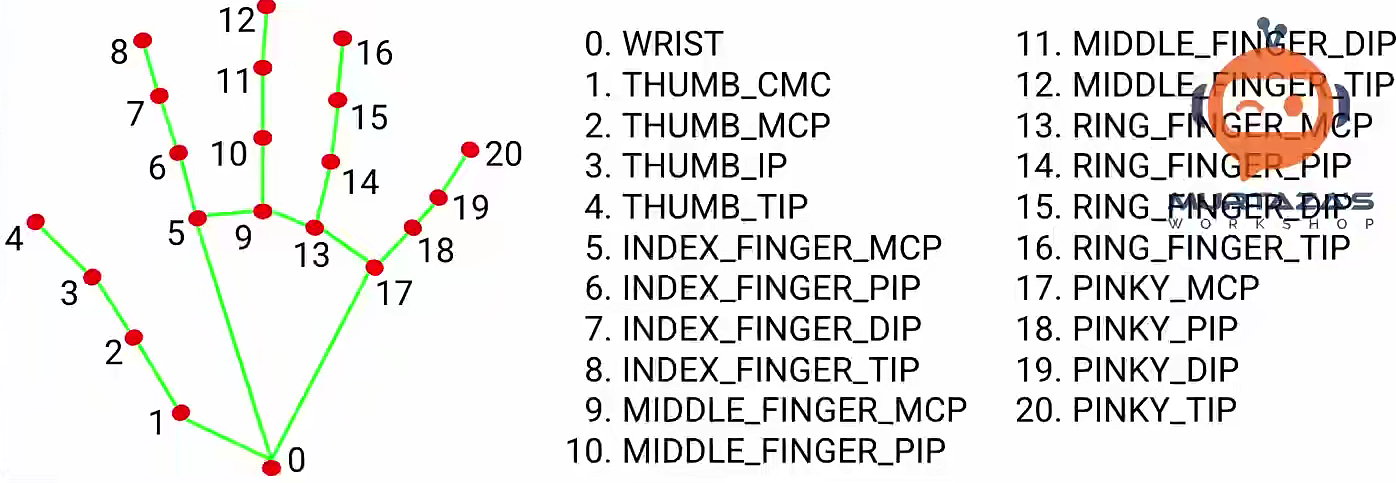 12
8
16
11
7
15
10
6
14
20
19
5
9
18
4
13
3
17
2
1
0
0. WRIST
1. THUMB_CMC
2. THUMB_MCP
3. THUMB_IP
4. THUMB_TIP
5. INDEX_FINGER_MCP
6. INDEX_FINGER_PIP
7. INDEX_FINGER_DIP
8. INDEX_FINGER_TIP
9. MIDDLE_FINGER_MCP
10. MIDDLE_FINGER_PIP
11. MIDDLE_FINGER_DIP
12. MIDDLE_FINGER_TIP
13. RING_FINGER_MCP
14. RING_FINGER_PIP
15. RING_FINGER_DIP
16. RING_FINGER_TIP
17. PINKY_MCP
18. PINKY_PIP
19. PINKY_DIP
20. PINKY_TIP
MURTAZA'S
WORKSHOP